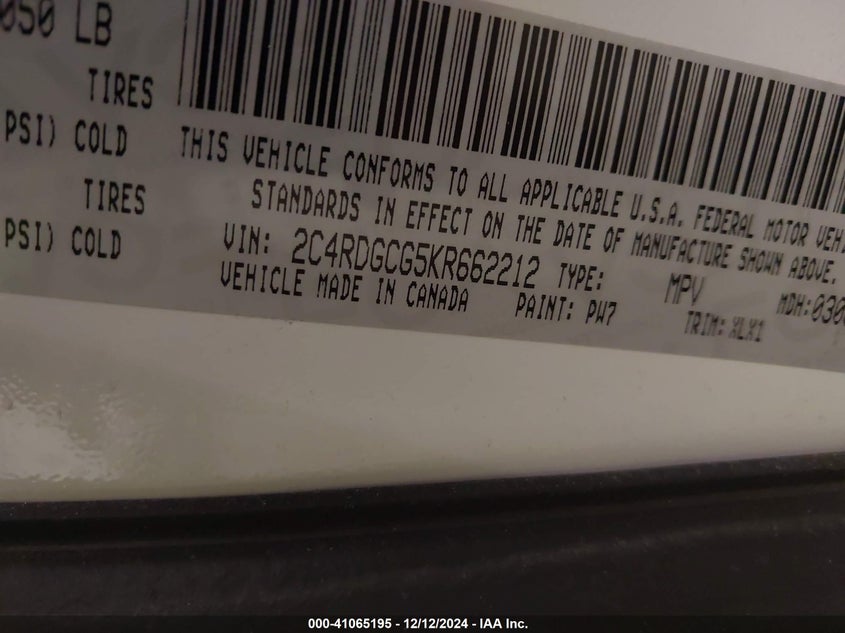 050 LB
TIRES
PSI) COLD
TIRES
PSI) COLD
THIS VEHICLE CONFORMS TO ALL APPLICABLE U.S.A. FEDERAL MOTOR VEHI
STANDARDS IN EFFECT ON THE DATE OF MANUFACTURE SHOWN ABOVE.
VIN: 2C4RDGCG5KR662212 TYPE: MPV MDH:030
VEHICLE MADE IN CANADA PAINT: PW7 TRIM: XLX1
000-41065195 - 12/12/2024 - IAA Inc.